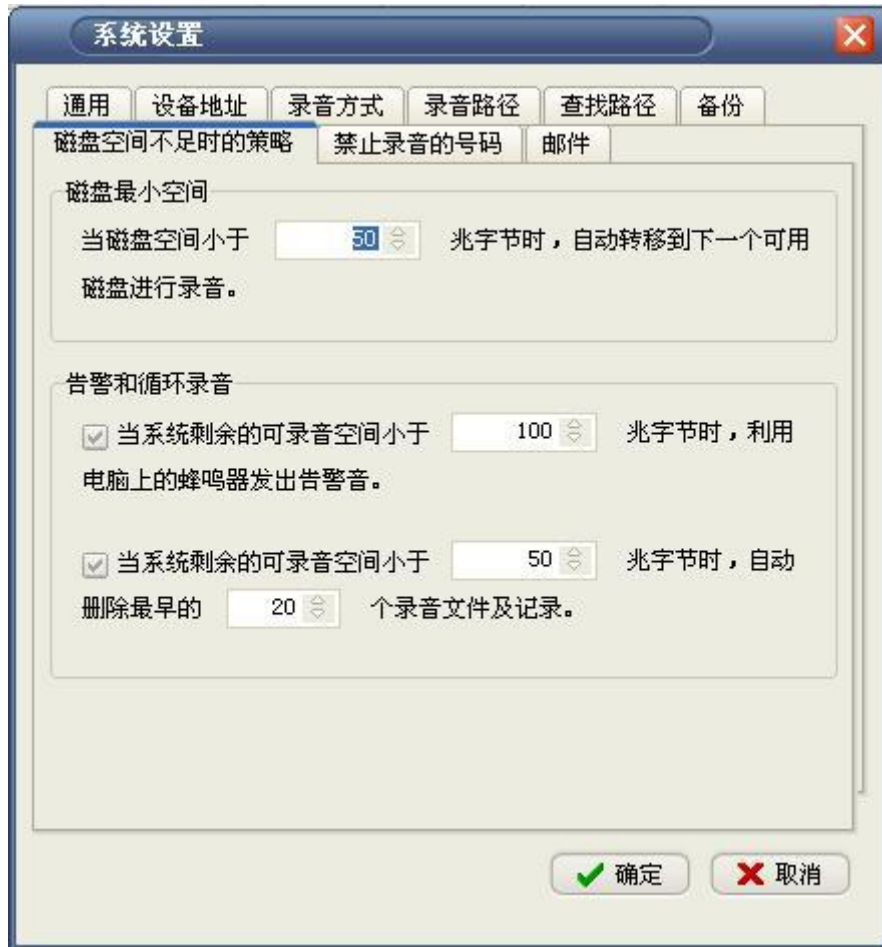 系统设置
通用 设备地址 录音方式 录音路径 查找路径 备份
磁盘空间不足时的策略 禁止录音的号码 邮件
磁盘最小空间
当磁盘空间小于 50 兆字节时，自动转移到下一个可用
磁盘进行录音。
告警和循环录音
当系统剩余的可录音空间小于 100 兆字节时，利用
电脑上的蜂鸣器发出告警音。
当系统剩余的可录音空间小于 50 兆字节时，自动
删除最早的 20 个录音文件及记录。
确定 取消